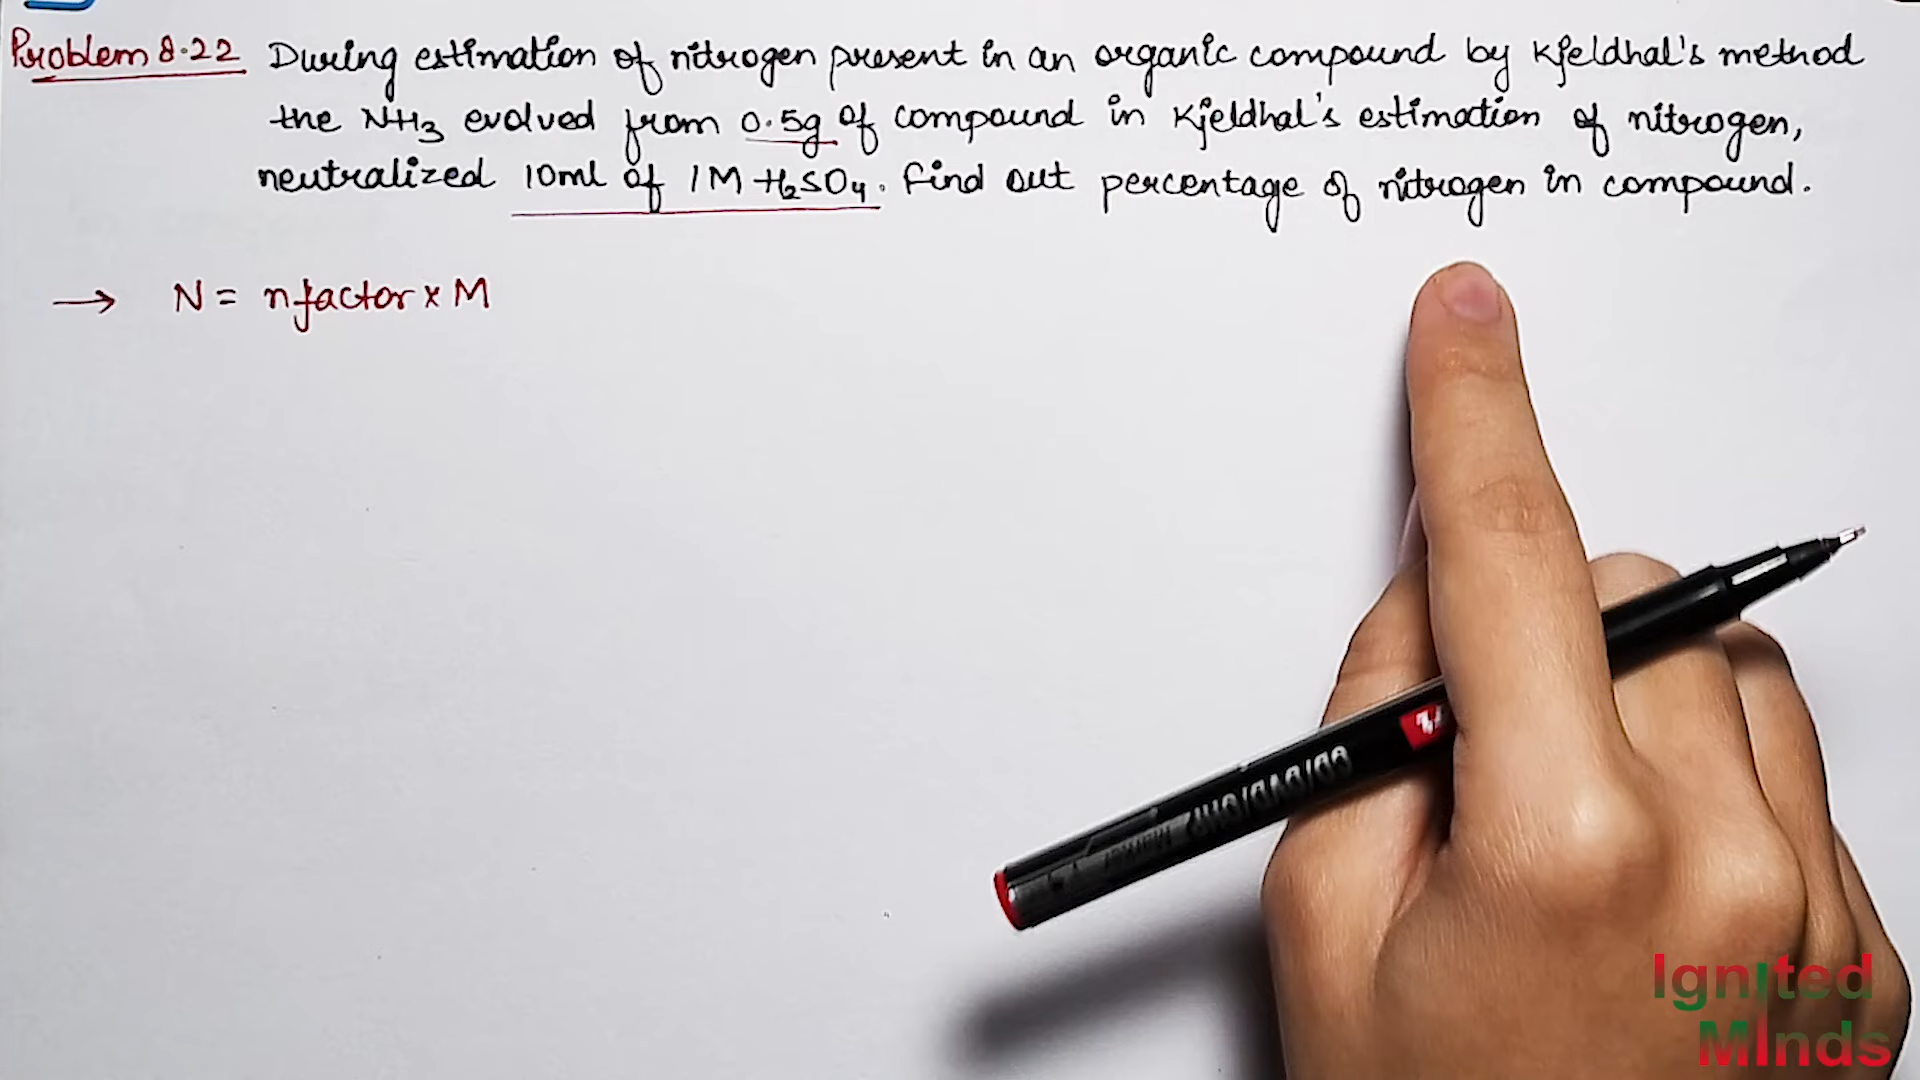 Problem 8.22 During estimation of nitrogen present in an organic compound by Kjeldhal's method
the NH3 evolved from 0.5g of compound in Kjeldhal's estimation of nitrogen,
neutralized 10ml of 1M H2SO4. Find out percentage of nitrogen in compound.
→ N = nfactor × M
Ignited
Minds